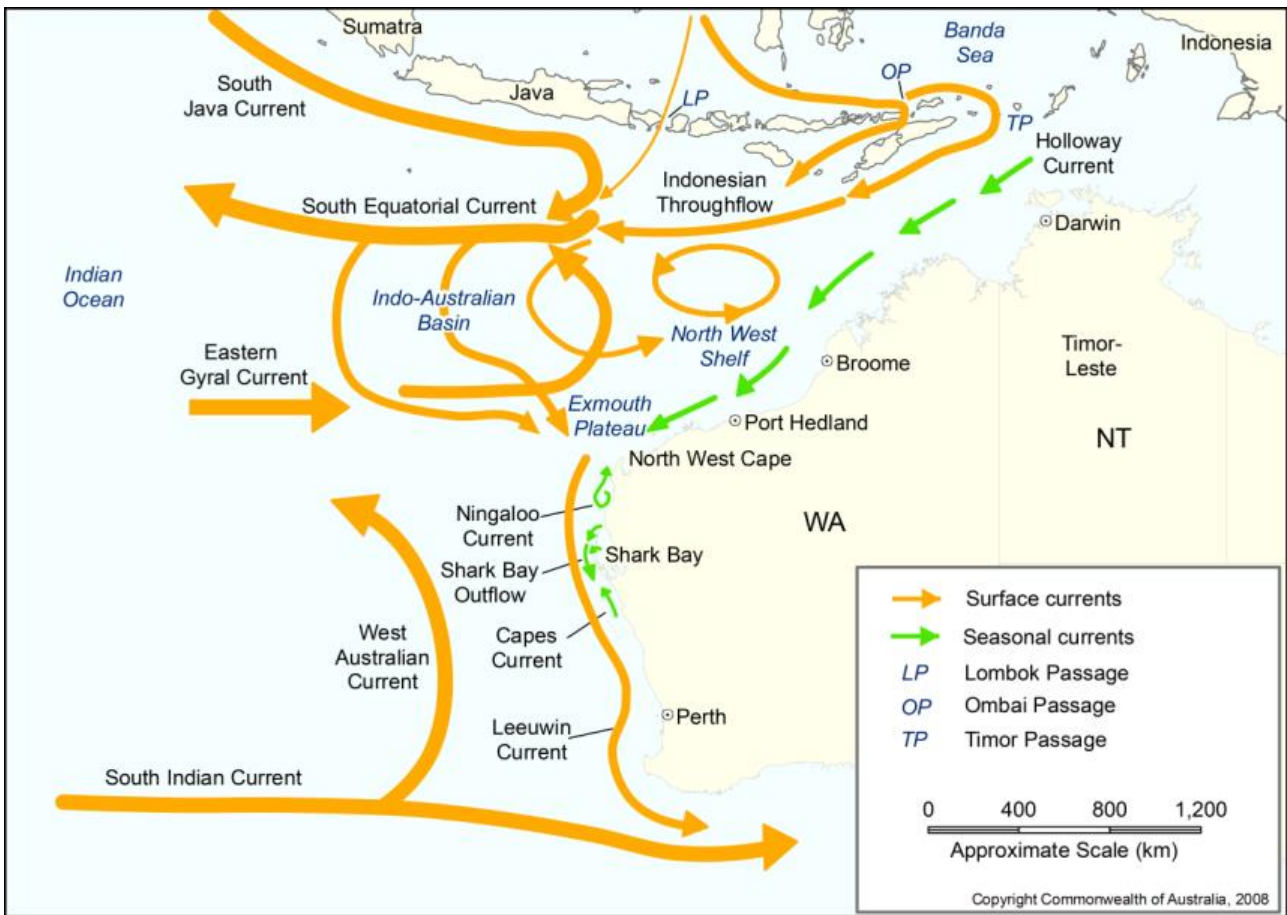 Sumatra
Banda
Sea
Indonesia
OP
South
Java Current
Java
LP
TP
Holloway
Current
Indonesian
Throughflow
South Equatorial Current
Darwin
Indian
Ocean
Indo-Australian
Basin
North West
Shelf
Timor-
Leste
Eastern
Gyral Current
Broome
Exmouth
Plateau
Port Hedland
NT
North West Cape
Ningaloo
Current
WA
Shark Bay
Shark Bay
Outflow
Capes
Current
West
Australian
Current
Perth
Leeuwin
Current
South Indian Current
Surface currents
Seasonal currents
LP Lombok Passage
OP Ombai Passage
TP Timor Passage
0 400 800 1,200
Approximate Scale (km)
Copyright Commonwealth of Australia, 2008